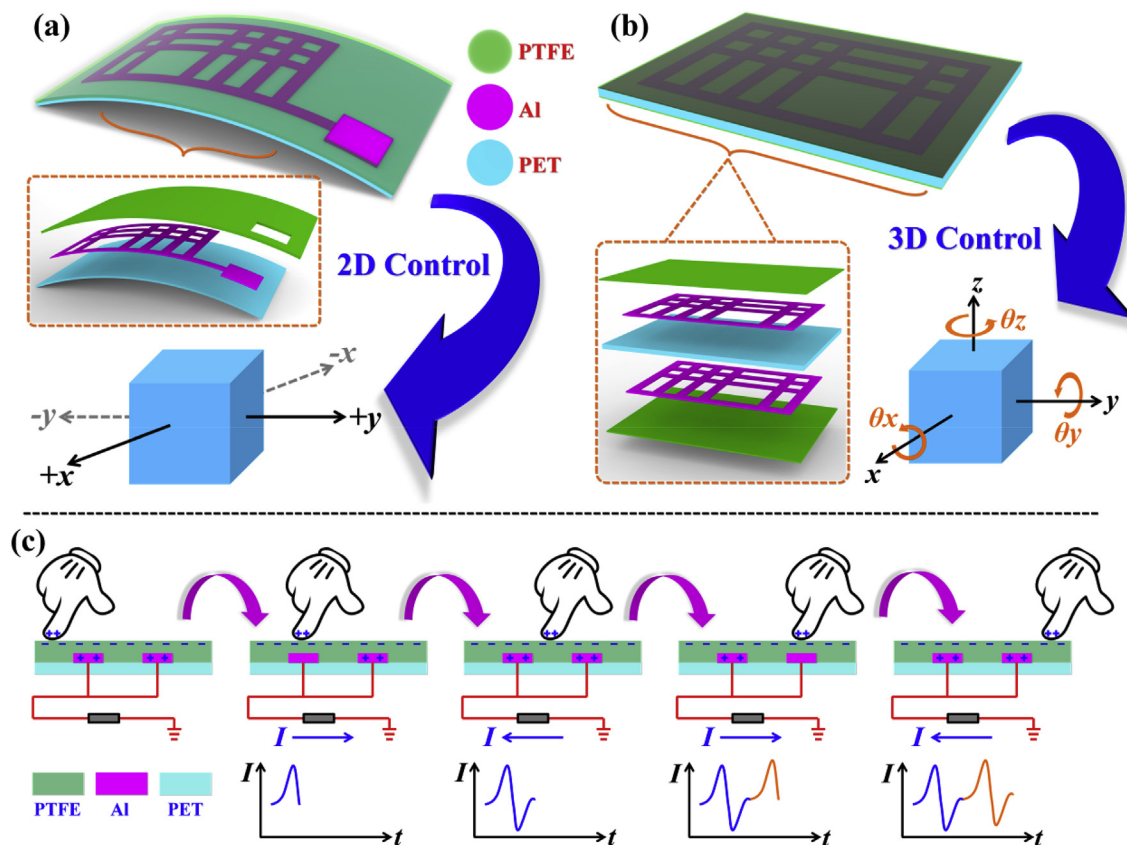 (a)
PTFE
Al
PET
(b)
2D Control
3D Control
-x
-y
+y
+x
z
θz
y
θy
θx
x
(c)
++
++ ++
I
I t
++
++
I
I t
++
++ ++
I
I t
++
++
I
I t
++
++ ++
PTFE Al PET